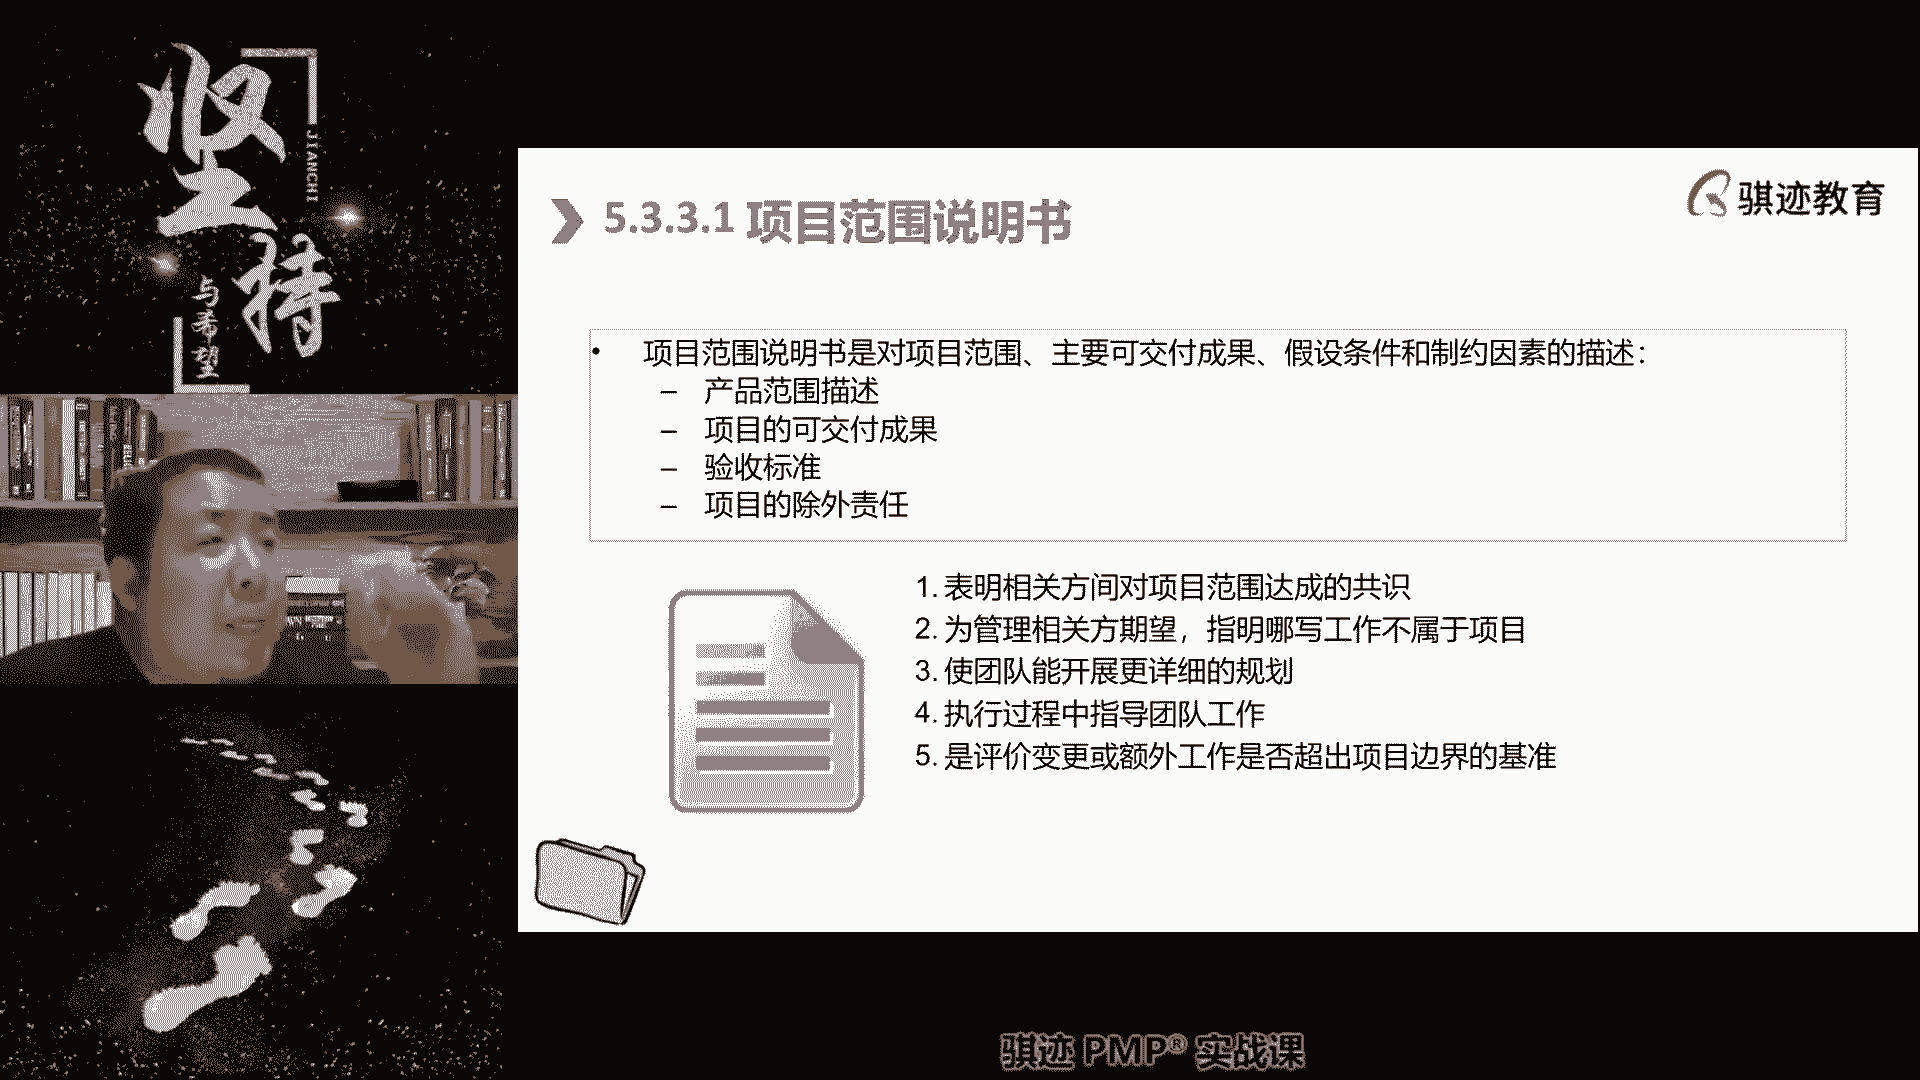 坚持
JIANCHI
与希望
骐迹教育
5.3.3.1 项目范围说明书
• 项目范围说明书是对项目范围、主要可交付成果、假设条件和制约因素的描述：
– 产品范围描述
– 项目的可交付成果
– 验收标准
– 项目的除外责任
1. 表明相关方间对项目范围达成的共识
2. 为管理相关方期望，指明哪写工作不属于项目
3. 使团队能开展更详细的规划
4. 执行过程中指导团队工作
5. 是评价变更或额外工作是否超出项目边界的基准
骐迹 PMP® 实战课